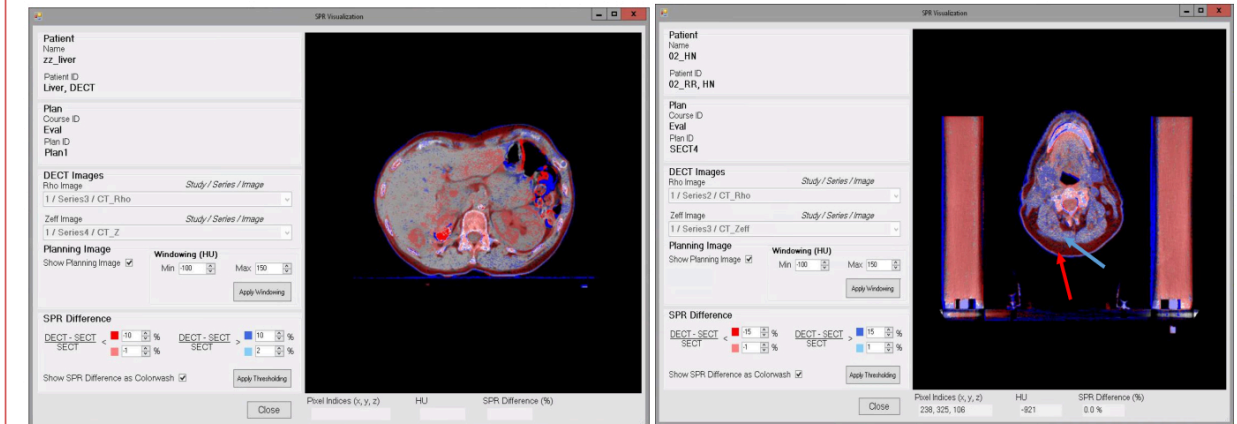 SPR Visualization
Patient
Name
zz_liver
Patient ID
Liver, DECT
Plan
Course ID
Eval
Plan ID
Plan1
DECT Images
Rho Image Study / Series / Image
1 / Series3 / CT_Rho
Zeff Image Study / Series / Image
1 / Series4 / CT_Z
Planning Image
Show Planning Image Windowing (HU)
Min -100 Max 150
Apply Windowing
SPR Difference
DECT - SECT < -10 % DECT - SECT > 10 %
SECT -1 % SECT 2 %
Show SPR Difference as Colorwash Apply Thresholding
Close
Pixel Indices (x, y, z) HU SPR Difference (%)
SPR Visualization
Patient
Name
02_HN
Patient ID
02_RR, HN
Plan
Course ID
Eval
Plan ID
SECT4
DECT Images
Rho Image Study / Series / Image
1 / Series2 / CT_Rho
Zeff Image Study / Series / Image
1 / Series3 / CT_Zeff
Planning Image
Show Planning Image Windowing (HU)
Min -100 Max 150
Apply Windowing
SPR Difference
DECT - SECT < -15 % DECT - SECT > 15 %
SECT -1 % SECT 1 %
Show SPR Difference as Colorwash Apply Thresholding
Close
Pixel Indices (x, y, z) HU SPR Difference (%)
238, 325, 106 -921 0.0 %